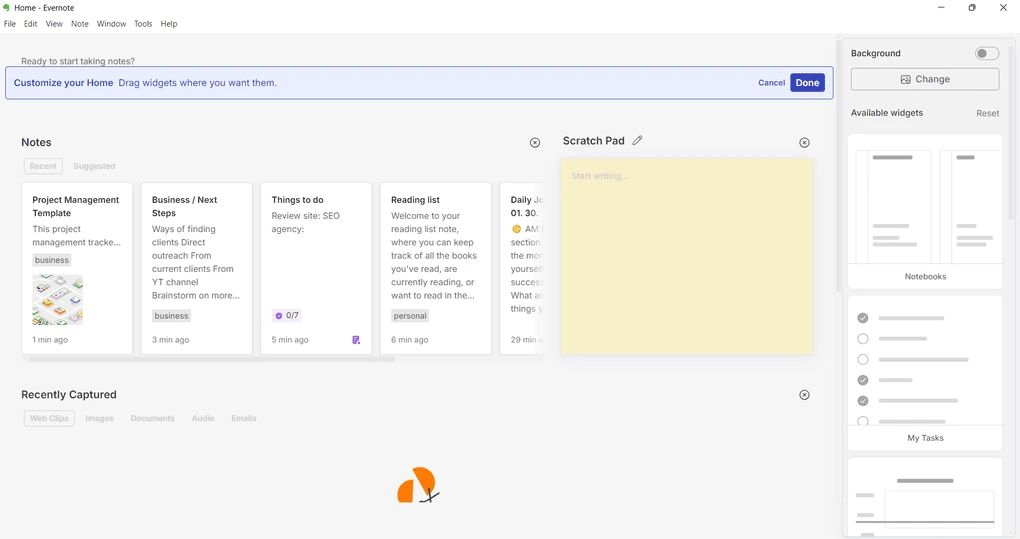 Home - Evernote
File Edit View Note Window Tools Help
Ready to start taking notes?
Customize your Home Drag widgets where you want them.
Cancel Done
Notes
Recent Suggested
Project Management
Template
This project
management tracke...
business
1 min ago
Business / Next
Steps
Ways of finding
clients Direct
outreach From
current clients From
YT channel
Brainstorm on more...
business
3 min ago
Things to do
Review site: SEO
agency:
0/7
5 min ago
Reading list
Welcome to your
reading list note,
where you can keep
track of all the books
you've read, are
currently reading, or
want to read in the...
personal
6 min ago
Daily
01. 30.
AM
section
the
What
things
29 min
Scratch Pad
Start writing...
Recently Captured
Web Clips Images Documents Audio Emails
Background
Change
Available widgets Reset
Notebooks
My Tasks